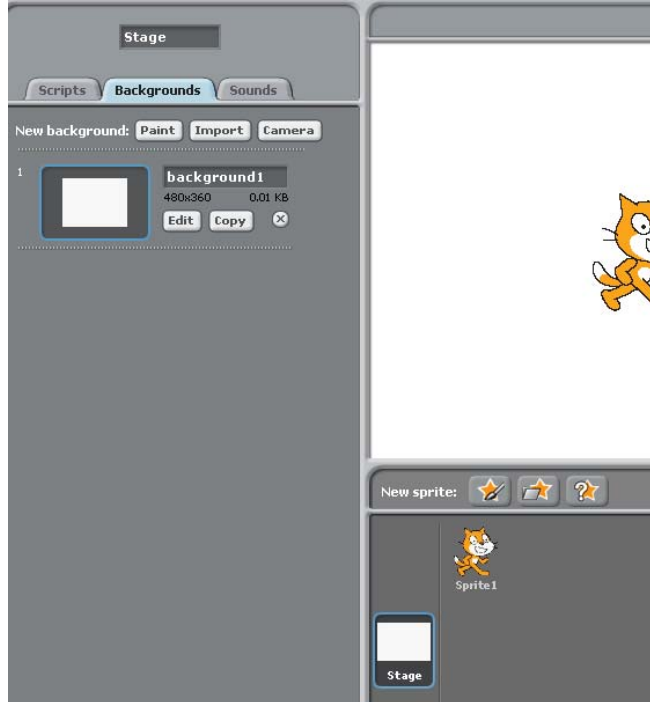 Stage
Scripts Backgrounds Sounds
New background: Paint Import Camera
1
background1
480x360 0.01 KB
Edit Copy
New sprite:
Sprite1
Stage